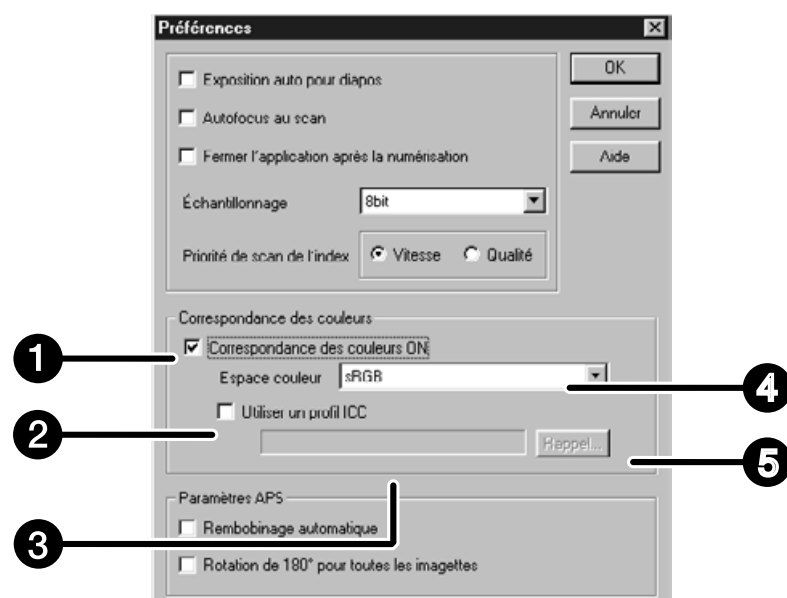 Préférences
Exposition auto pour diapos
OK
Autofocus au scan
Annuler
Fermer l'application après la numérisation
Aide
Échantillonnage 8bit
Priorité de scan de l'index Vitesse Qualité
Correspondance des couleurs
1 Correspondance des couleurs ON
Espace couleur sRGB
4
Utiliser un profil ICC
2
Rappel...
5
Paramètres APS
Rembobinage automatique
3
Rotation de 180° pour toutes les imagettes